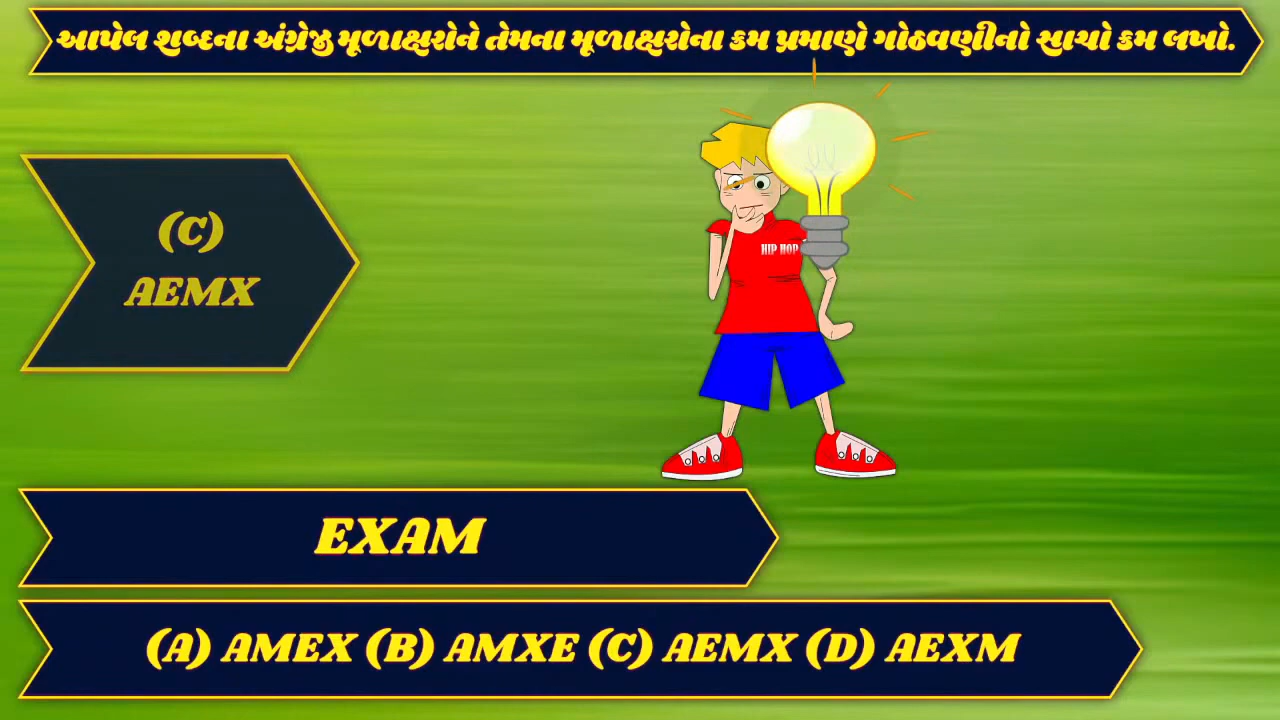 આપેલ શબ્દના અંગ્રેજી મૂળાક્ષરોને તેમના મૂળાક્ષરોના ક્રમ પ્રમાણે ગોઠવણીનો સાચો ક્રમ લખો.
(C)
AEMX
HIP HOP
EXAM
(A) AMEX (B) AMXE (C) AEMX (D) AEXM